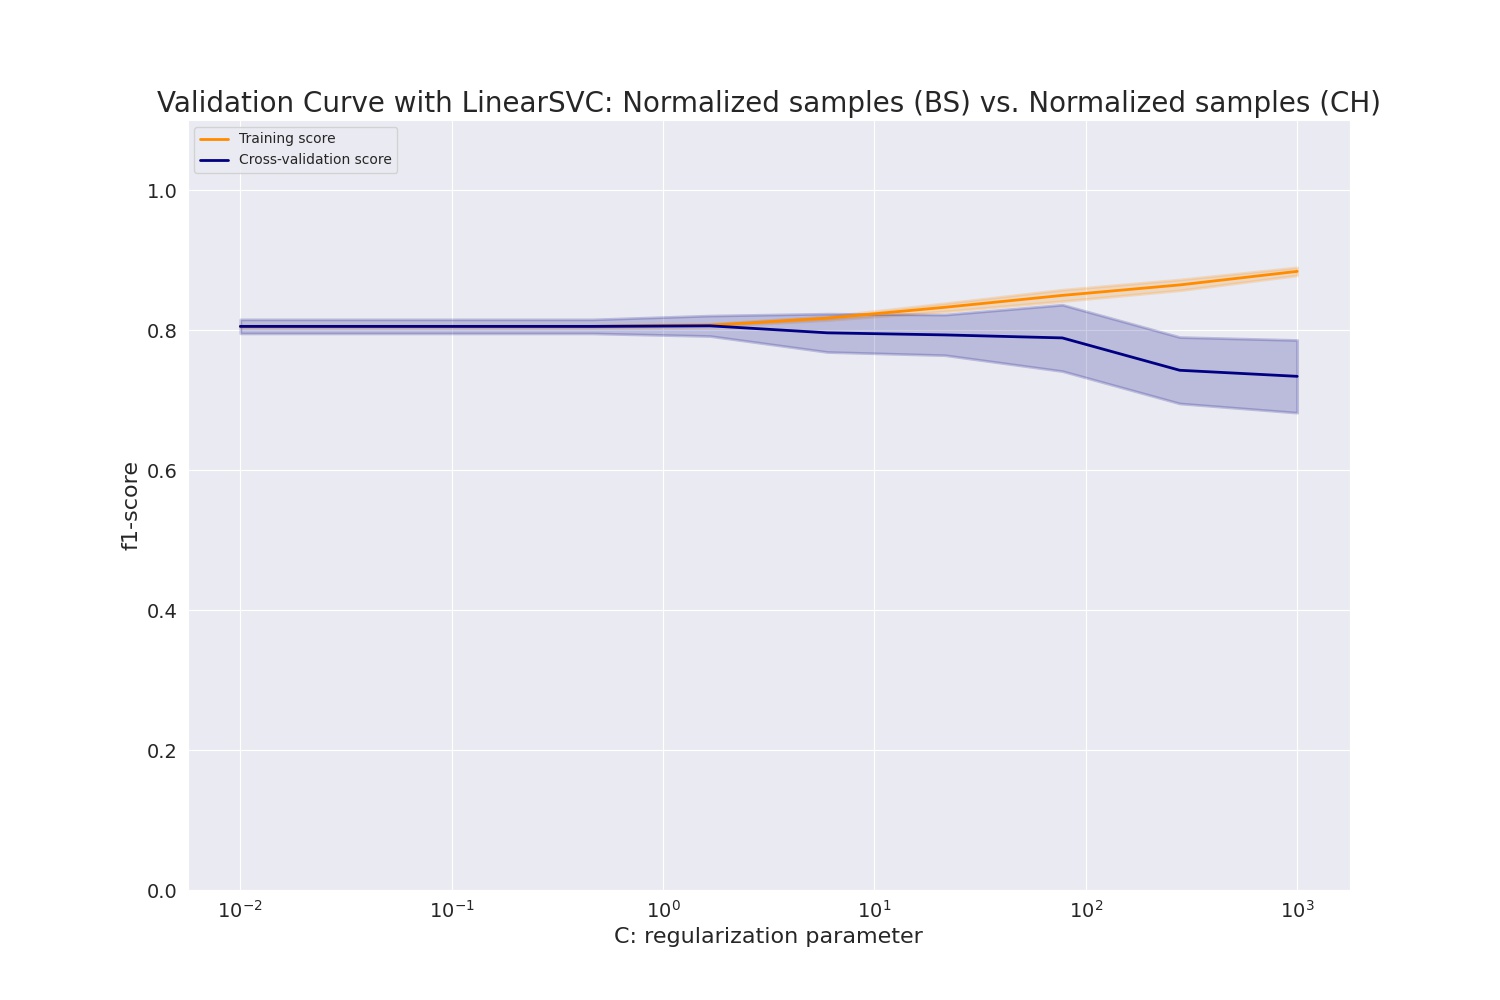 Validation Curve with LinearSVC: Normalized samples (BS) vs. Normalized samples (CH)
Training score
Cross-validation score
1.0
0.8
0.6
0.4
0.2
0.0
f1-score
10⁻² 10⁻¹ 10⁰ 10¹ 10² 10³
C: regularization parameter